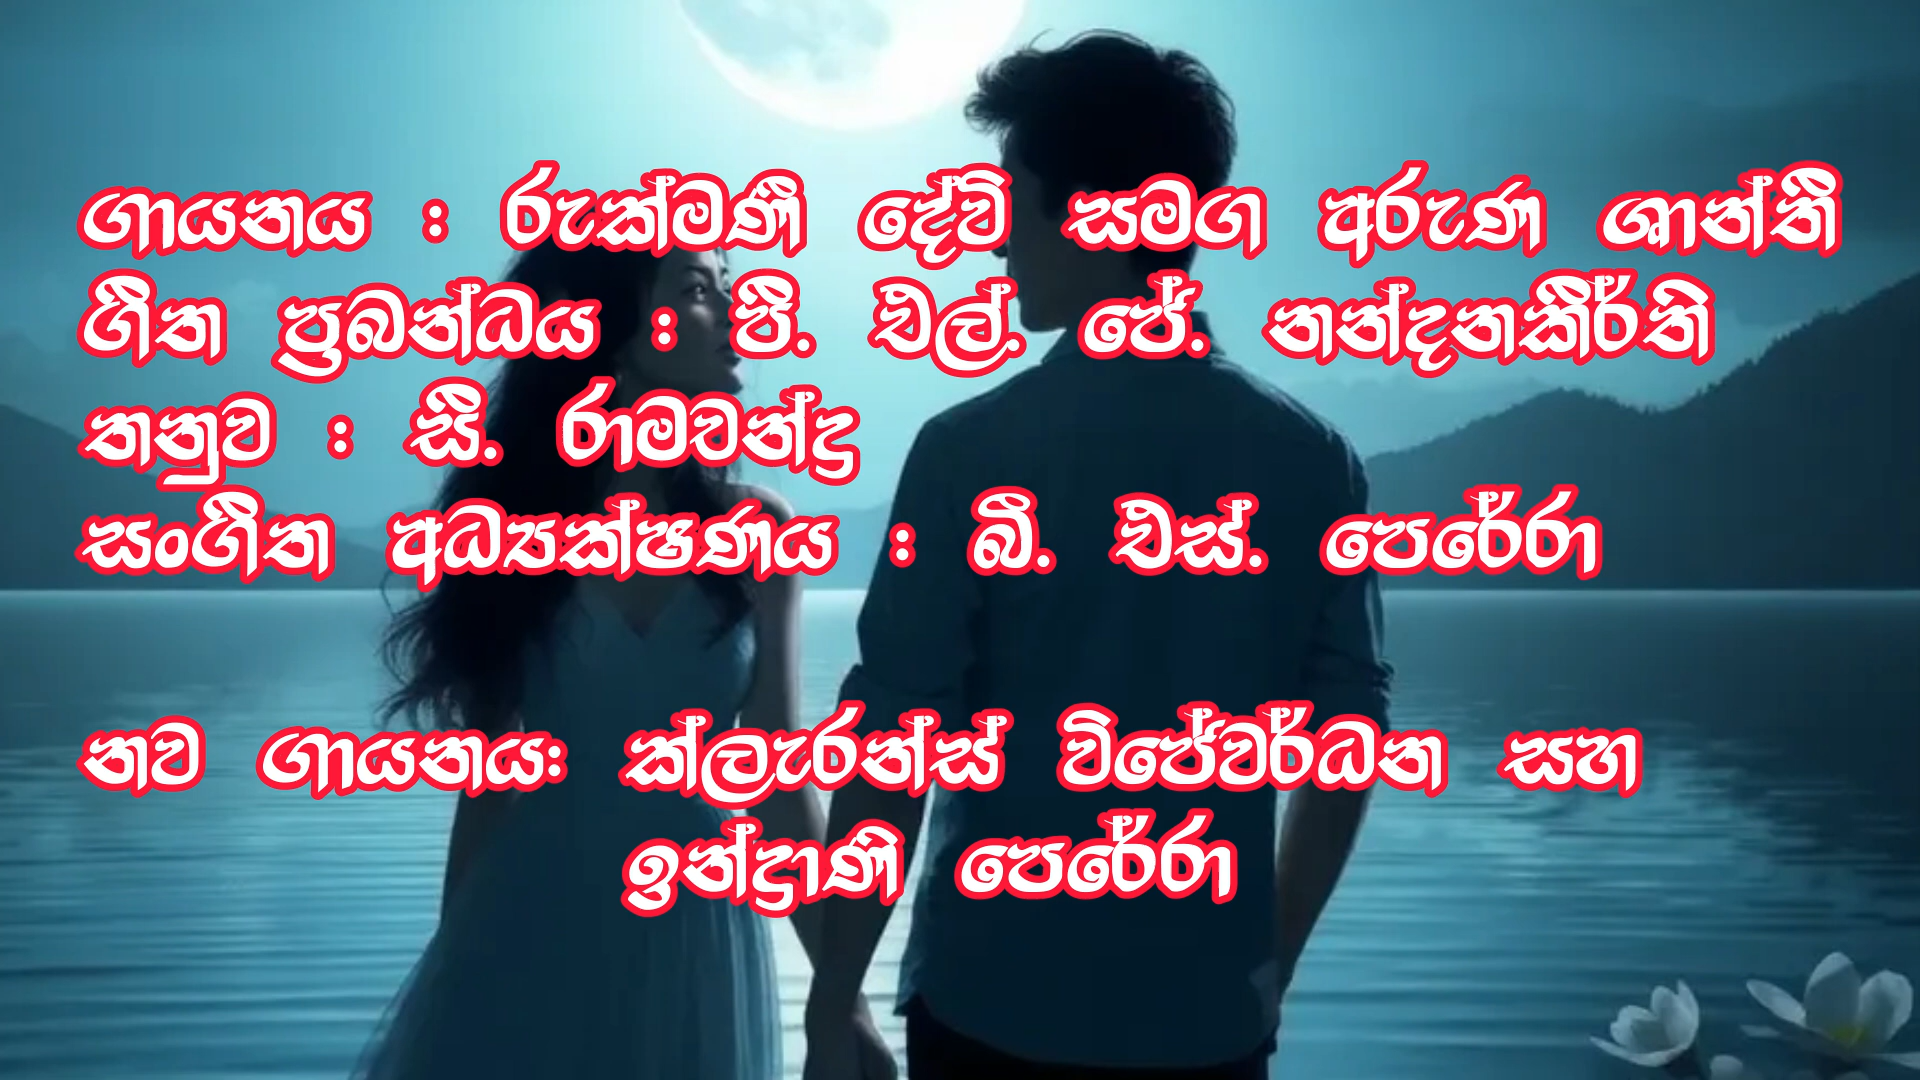 ගායනය : රුක්මණී දේවි සමග අරුණ ශාන්තී
ගීත ප්‍රබන්ධය : පී. එල්. ජේ. නන්දනකීර්ති
තනුව : සී. රාමචන්ද්‍ර
සංගීත අධ්‍යක්ෂණය : බී. එස්. පෙරේරා
නව ගායනය: ක්ලැරන්ස් විජේවර්ධන සහ
ඉන්ද්‍රාණි පෙරේරා